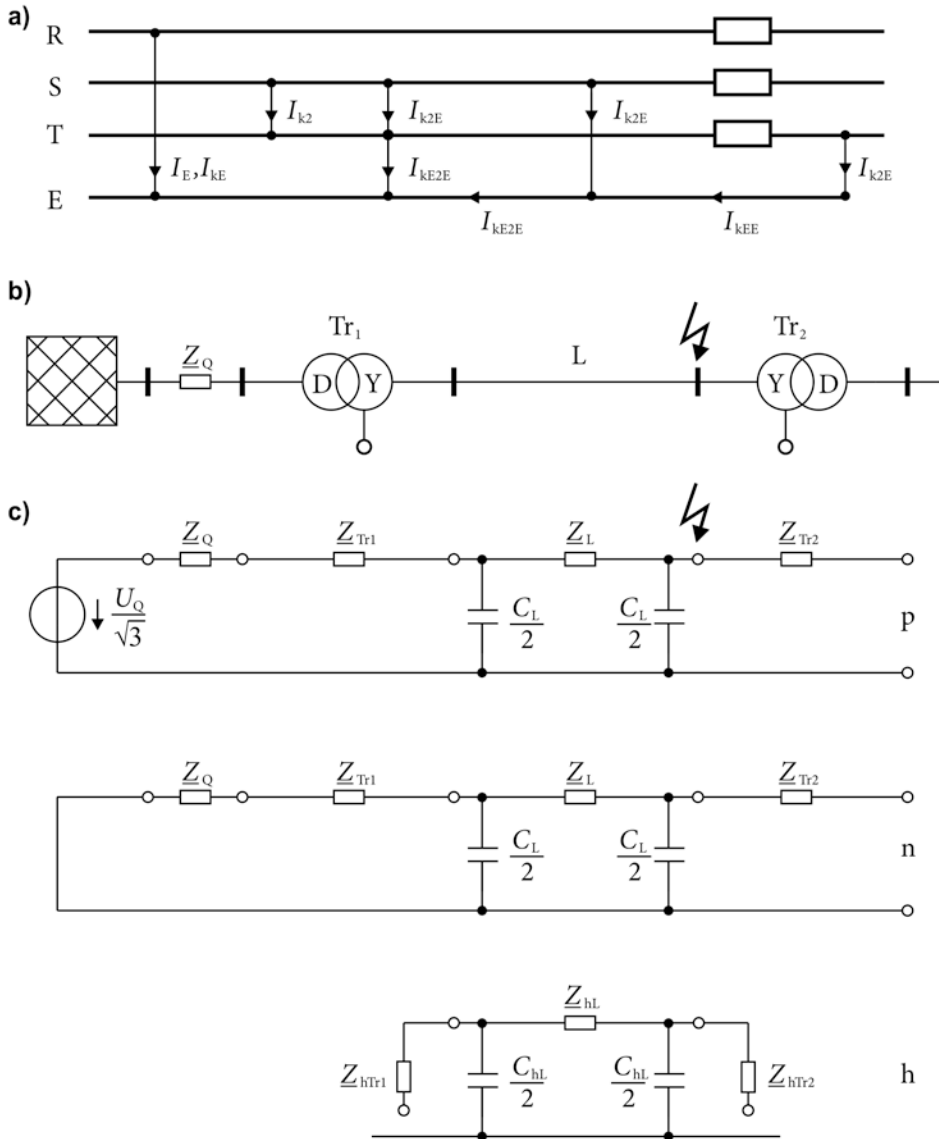 a)
R
S
I_k2 I_k2E I_k2E
T
I_E, I_kE I_kE2E I_k2E
E
I_kE2E I_kEE
b)
Tr₁ L Tr₂
Z_Q
D Y Y D
c)
Z_Q Z_Tr1 Z_L Z_Tr2
U_Q/√3 C_L/2 C_L/2 p
Z_Q Z_Tr1 Z_L Z_Tr2
C_L/2 C_L/2 n
Z_hL
Z_hTr1 C_hL/2 C_hL/2 Z_hTr2 h